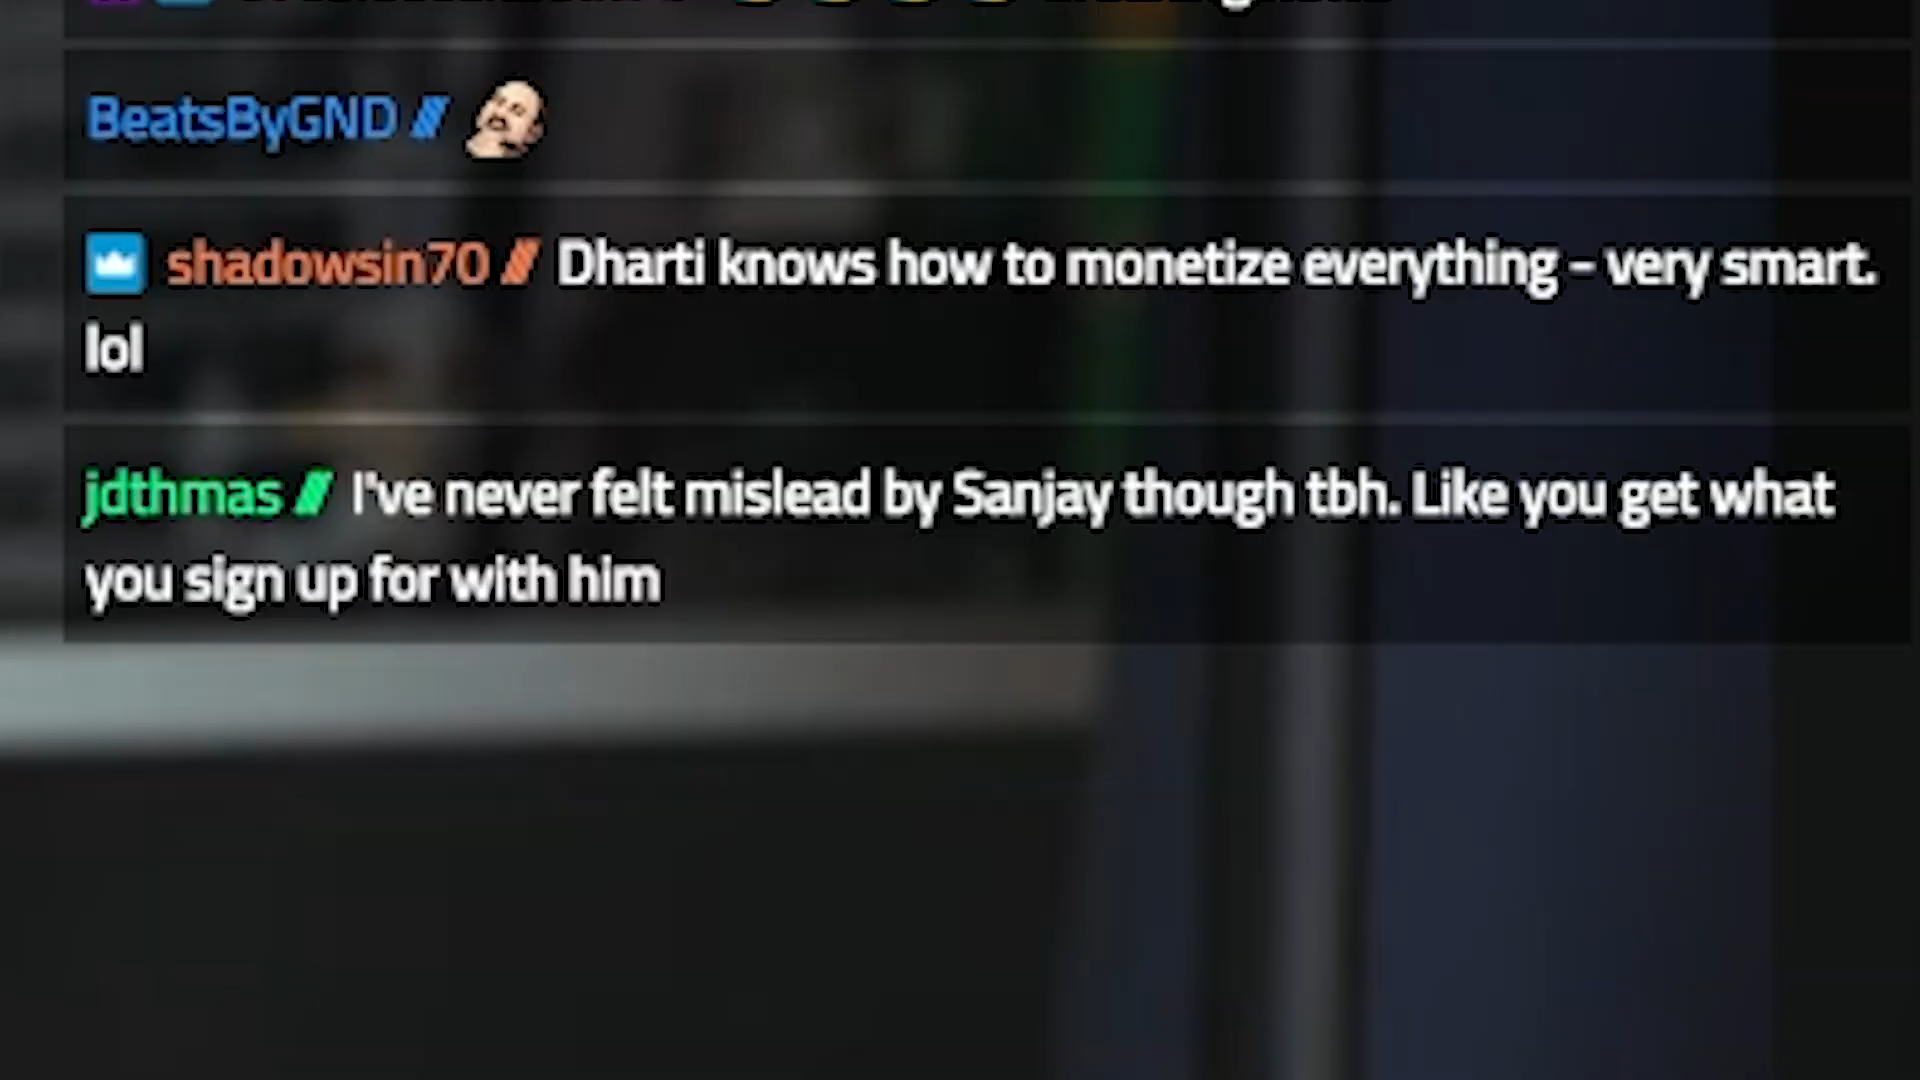 BeatsByGND //
shadowsin70 // Dharti knows how to monetize everything - very smart.
lol
jdthmas // I've never felt mislead by Sanjay though tbh. Like you get what
you sign up for with him